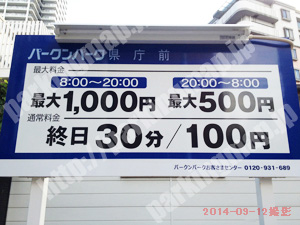 パークンパーク県庁前
最大料金
8:00〜20:00 20:00〜8:00
最大1,000円 最大500円
通常料金
終日 30分/100円
パークンパークお客さまセンター 0120-931-689
2014-09-12撮影